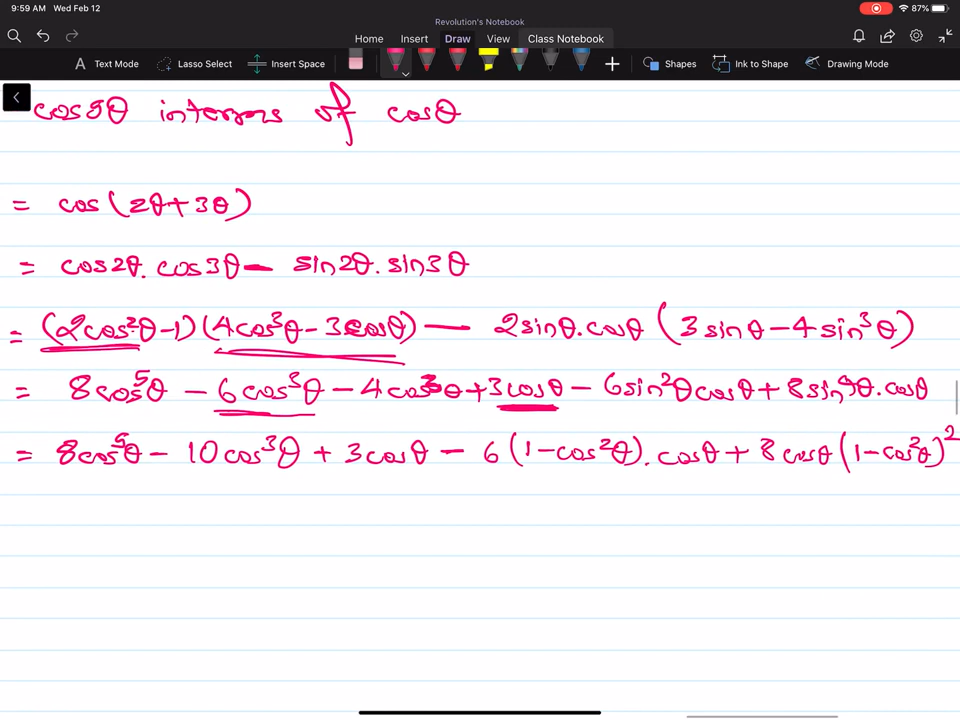 9:59 AM Wed Feb 12
87%
Revolution's Notebook
Home Insert Draw View Class Notebook
Text Mode Lasso Select Insert Space Shapes Ink to Shape Drawing Mode
cos5θ interms of cosθ
= cos(2θ+3θ)
= cos2θ.cos3θ - sin2θ.sin3θ
= (2cos²θ-1)(4cos³θ-3cosθ) - 2sinθ.cosθ(3sinθ-4sin³θ)
= 8cos⁵θ - 6cos³θ - 4cos³θ + 3cosθ - 6sin²θcosθ + 8sin⁴θ.cosθ
= 8cos⁵θ - 10cos³θ + 3cosθ - 6(1-cos²θ).cosθ + 8cosθ(1-cos²θ)²